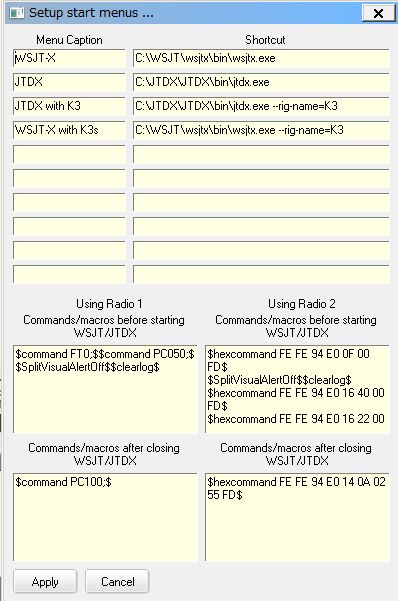 Setup start menus ...
Menu Caption Shortcut
WSJT-X C:\WSJT\wsjtx\bin\wsjtx.exe
JTDX C:\JTDX\JTDX\bin\jtdx.exe
JTDX with K3 C:\JTDX\JTDX\bin\jtdx.exe --rig-name=K3
WSJT-X with K3s C:\WSJT\wsjtx\bin\wsjtx.exe --rig-name=K3
Using Radio 1
Commands/macros before starting
WSJT/JTDX
$command FT0;$$command PC050;$
$SplitVisualAlertOff$$clearlog$
Using Radio 2
Commands/macros before starting
WSJT/JTDX
$hexcommand FE FE 94 E0 0F 00
FD$
$SplitVisualAlertOff$$clearlog$
$hexcommand FE FE 94 E0 16 40 00
FD$
$hexcommand FE FE 94 E0 16 22 00
Commands/macros after closing
WSJT/JTDX
$command PC100;$
Commands/macros after closing
WSJT/JTDX
$hexcommand FE FE 94 E0 14 0A 02
55 FD$
Apply Cancel